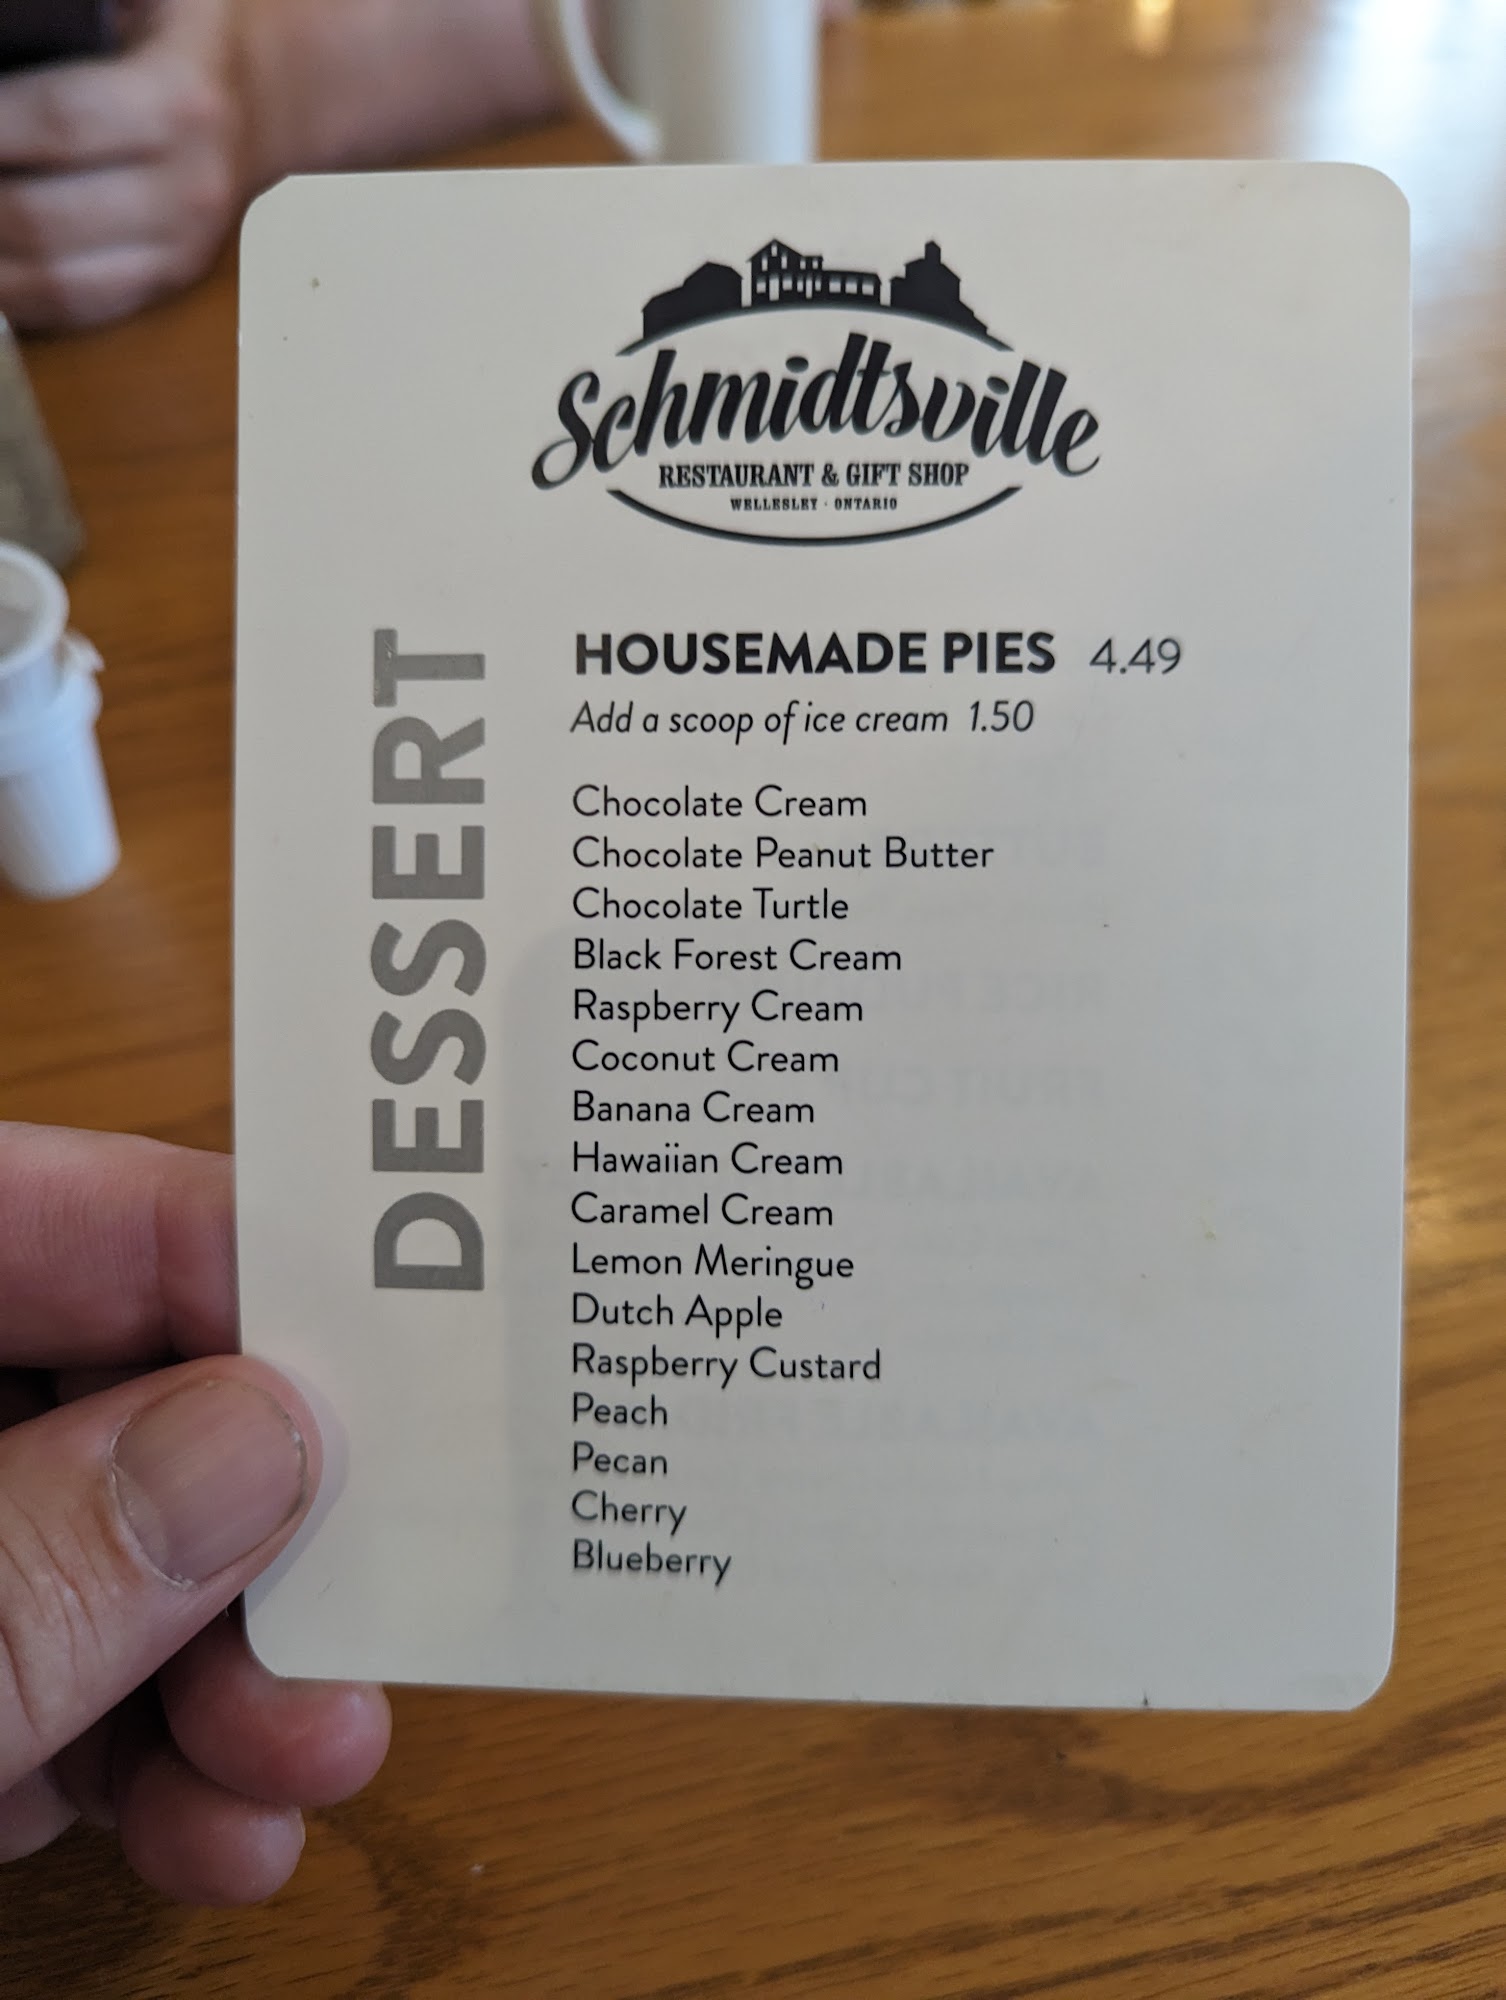 Schmidtsville
RESTAURANT & GIFT SHOP
WELLESLEY · ONTARIO
DESSERT
HOUSEMADE PIES 4.49
Add a scoop of ice cream 1.50
Chocolate Cream
Chocolate Peanut Butter
Chocolate Turtle
Black Forest Cream
Raspberry Cream
Coconut Cream
Banana Cream
Hawaiian Cream
Caramel Cream
Lemon Meringue
Dutch Apple
Raspberry Custard
Peach
Pecan
Cherry
Blueberry